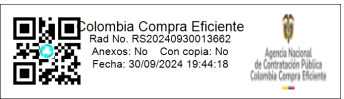 Colombia Compra Eficiente
Rad No. RS20240930013662
Anexos: No Con copia: No
Fecha: 30/09/2024 19:44:18
Agencia Nacional
de Contratación Pública
Colombia Compra Eficiente